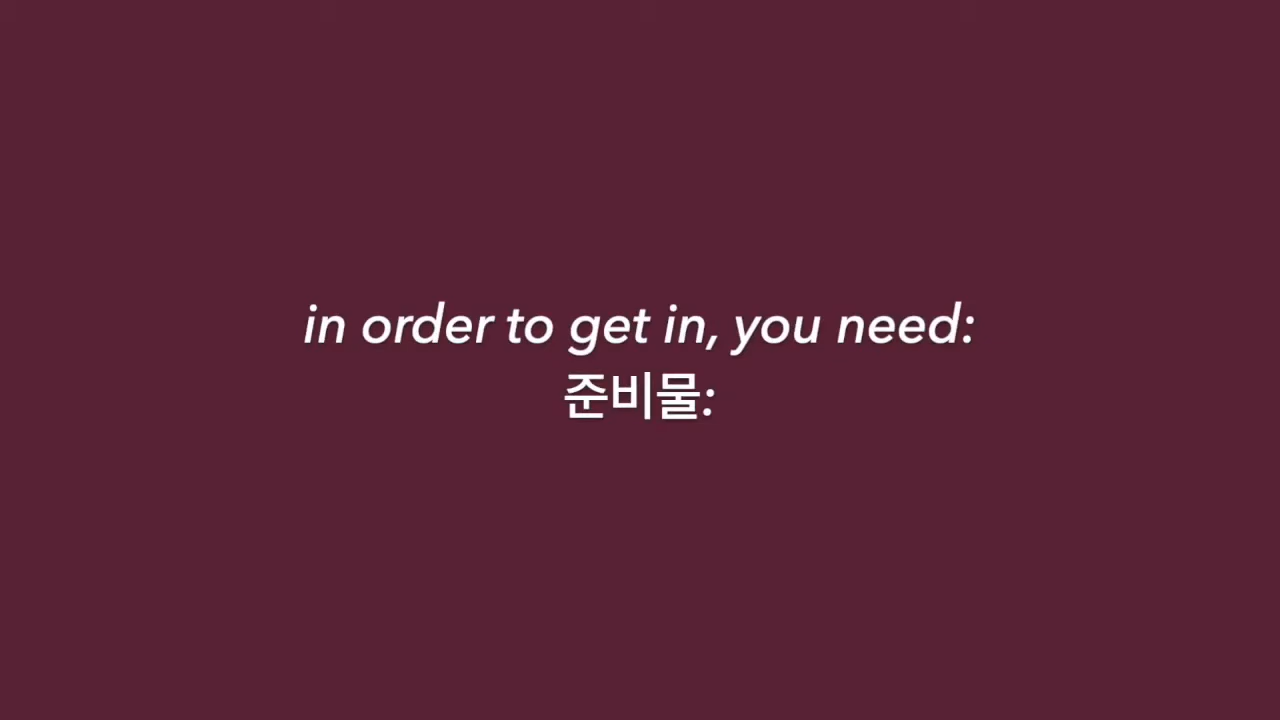 in order to get in, you need:
준비물: